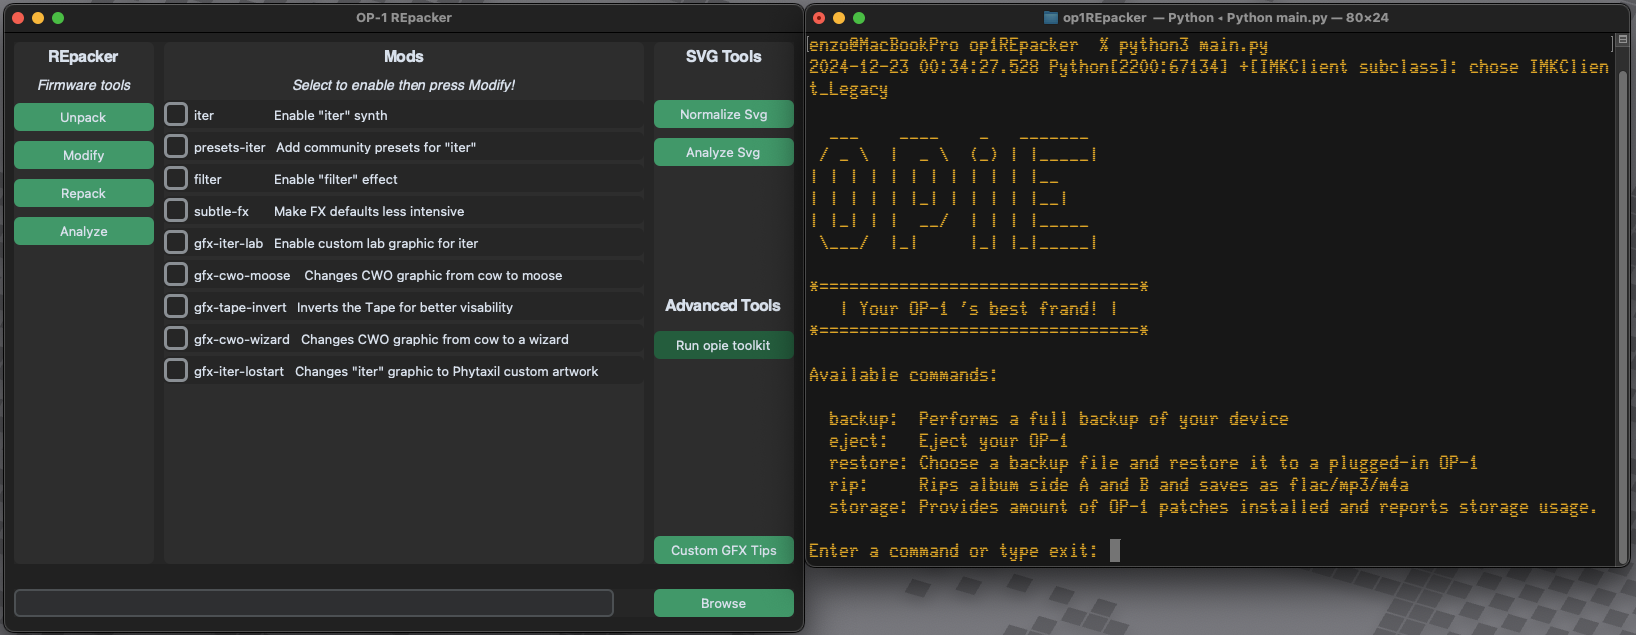 OP-1 REpacker
REpacker
Firmware tools
Unpack
Modify
Repack
Analyze
Mods
Select to enable then press Modify!
iter Enable "iter" synth
presets-iter Add community presets for "iter"
filter Enable "filter" effect
subtle-fx Make FX defaults less intensive
gfx-iter-lab Enable custom lab graphic for iter
gfx-cwo-moose Changes CWO graphic from cow to moose
gfx-tape-invert Inverts the Tape for better visability
gfx-cwo-wizard Changes CWO graphic from cow to a wizard
gfx-iter-lostart Changes "iter" graphic to Phytaxil custom artwork
SVG Tools
Normalize Svg
Analyze Svg
Advanced Tools
Run opie toolkit
Custom GFX Tips
Browse
op1REpacker — Python ◂ Python main.py — 80×24
enzo@MacBookPro op1REpacker % python3 main.py
2024-12-23 00:34:27.528 Python[2200:67134] +[IMKClient subclass]: chose IMKClien
t_Legacy
OPIE
*================================*
| Your OP-1 's best frand! |
*================================*
Available commands:
backup: Performs a full backup of your device
eject: Eject your OP-1
restore: Choose a backup file and restore it to a plugged-in OP-1
rip: Rips album side A and B and saves as flac/mp3/m4a
storage: Provides amount of OP-1 patches installed and reports storage usage.
Enter a command or type exit: